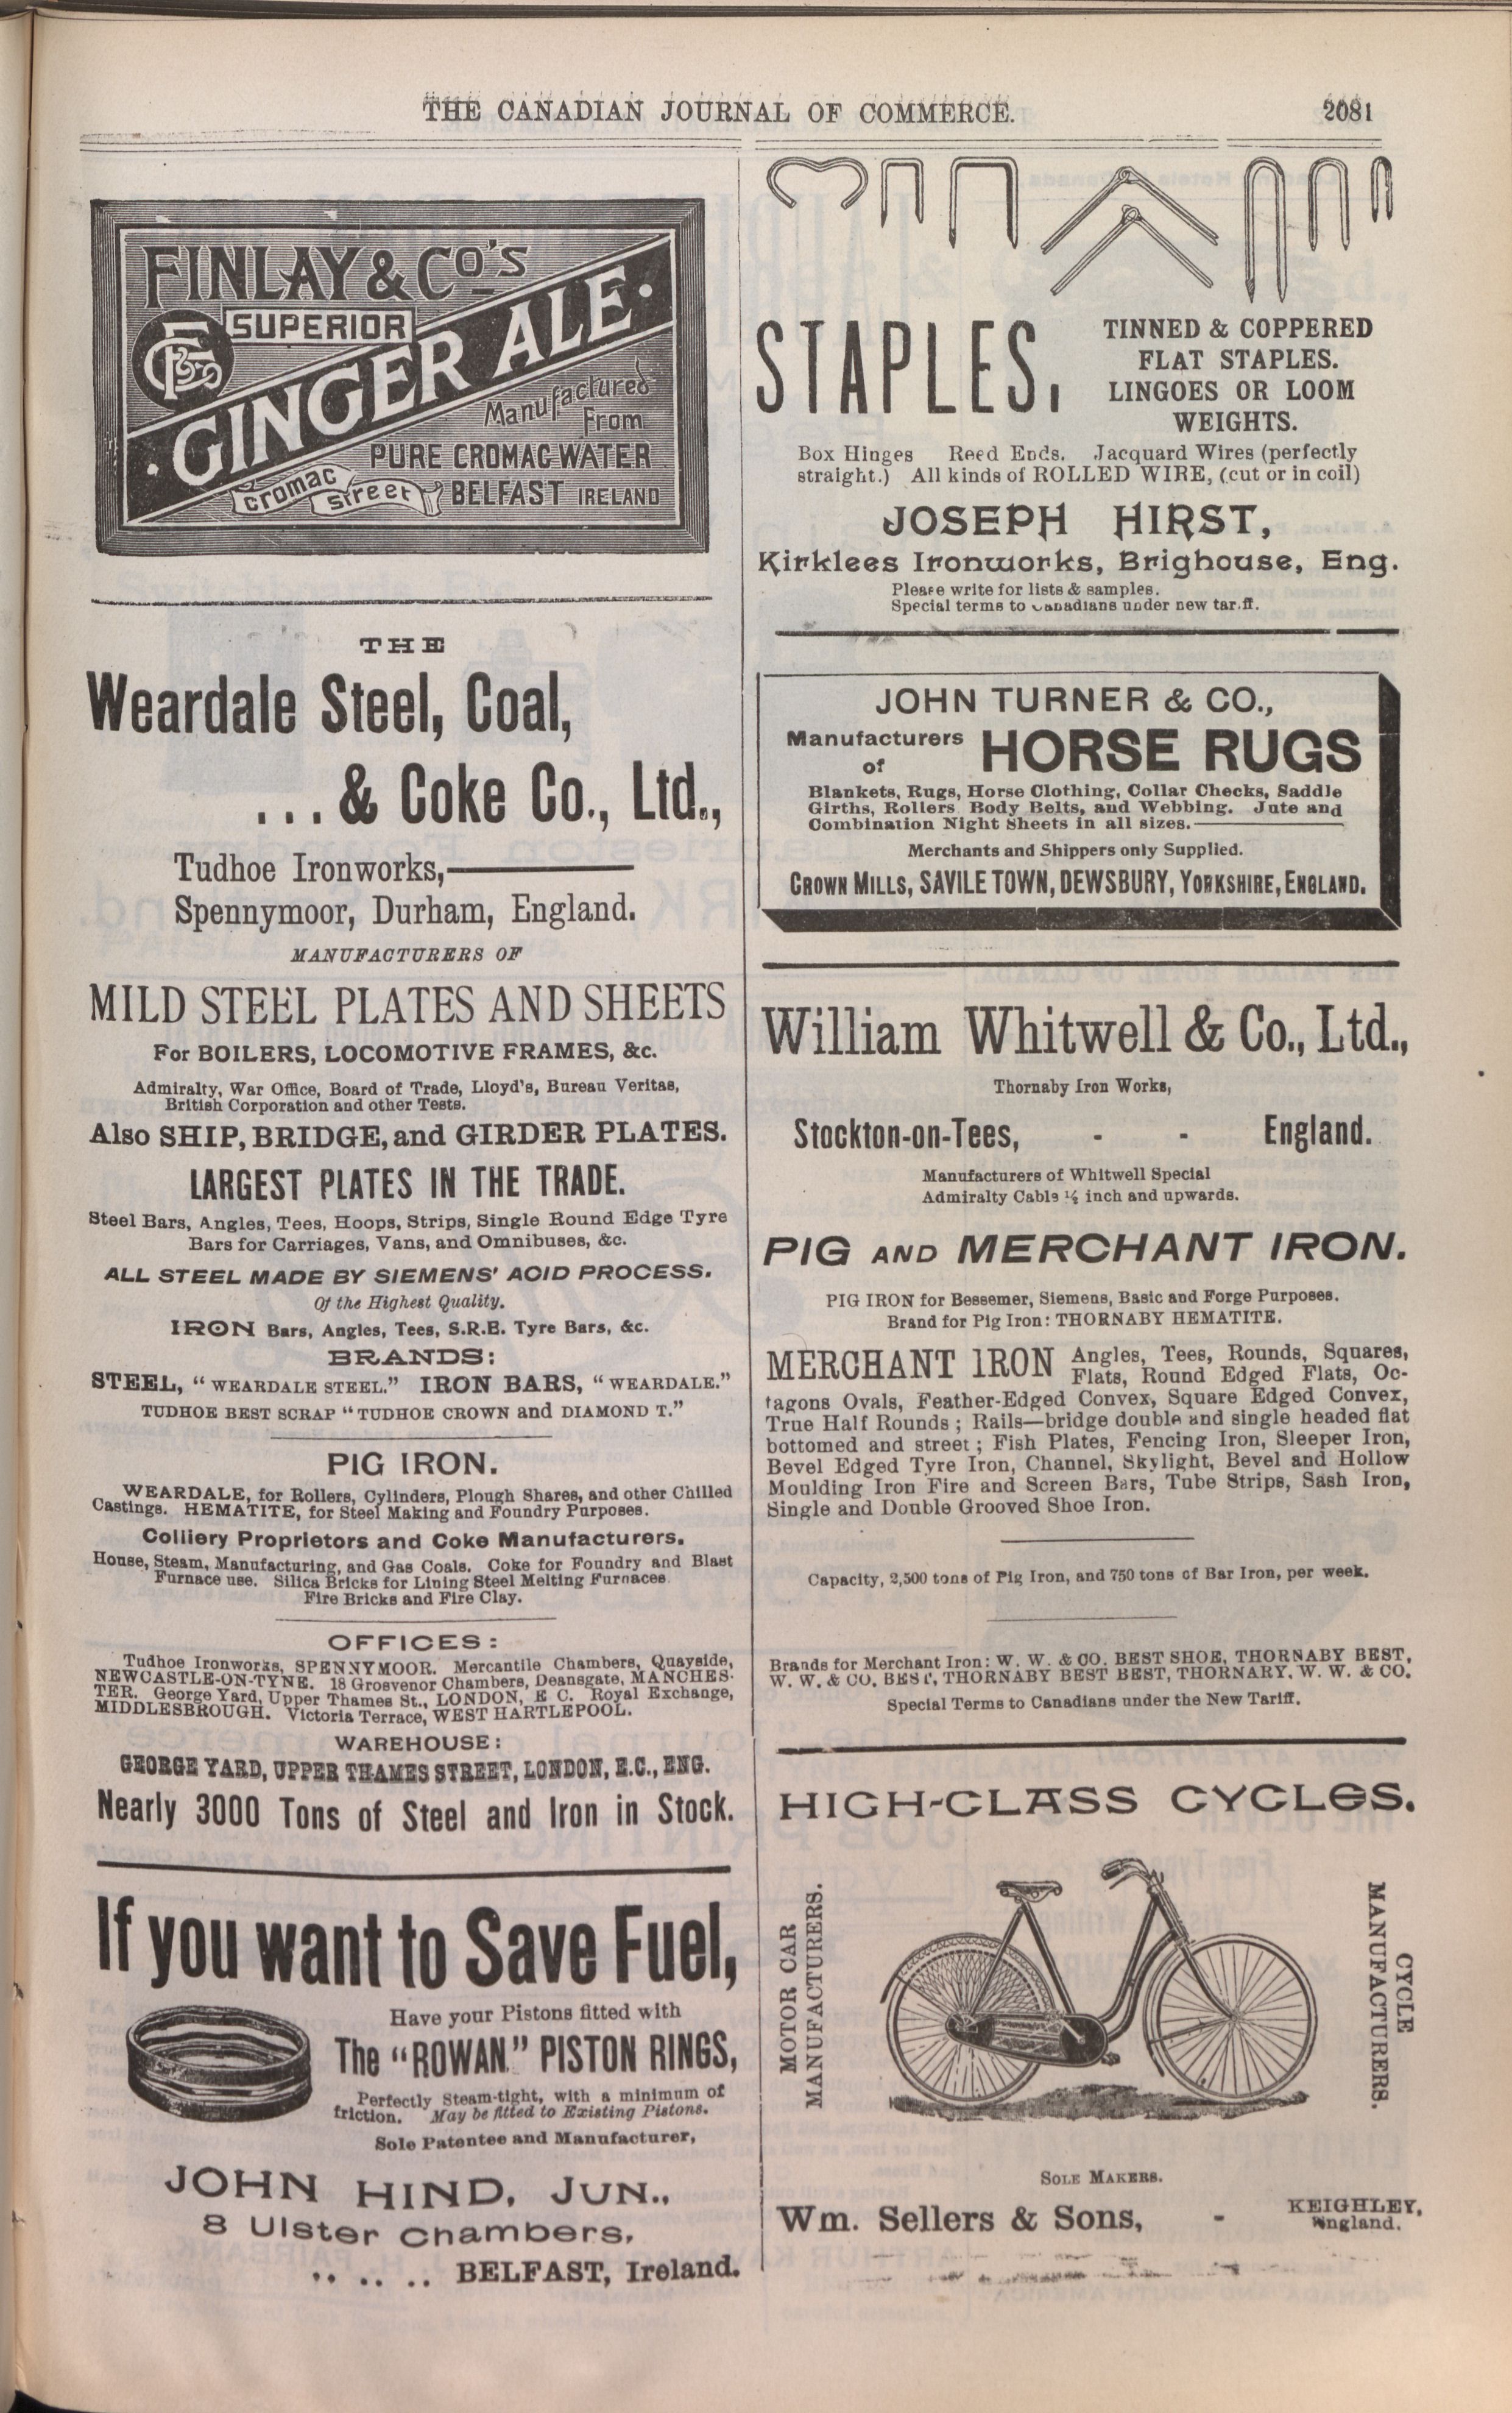 THE CANADIAN JOURNAL OF COMMERCE.
2081
FINLAY & CO'S
SUPERIOR
GINGER ALE
Manufactured
From
PURE CROMAC WATER
Cromac Street BELFAST IRELAND
THE
Weardale Steel, Coal,
... & Coke Co., Ltd.,
Tudhoe Ironworks,
Spennymoor, Durham, England.
MANUFACTURERS OF
MILD STEEL PLATES AND SHEETS
For BOILERS, LOCOMOTIVE FRAMES, &c.
Admiralty, War Office, Board of Trade, Lloyd's, Bureau Veritas,
British Corporation and other Tests.
Also SHIP, BRIDGE, and GIRDER PLATES.
LARGEST PLATES IN THE TRADE.
Steel Bars, Angles, Tees, Hoops, Strips, Single Round Edge Tyre
Bars for Carriages, Vans, and Omnibuses, &c.
ALL STEEL MADE BY SIEMENS' ACID PROCESS.
Of the Highest Quality.
IRON Bars, Angles, Tees, S.R.E. Tyre Bars, &c.
BRANDS:
STEEL, "WEARDALE STEEL." IRON BARS, "WEARDALE."
TUDHOE BEST SCRAP "TUDHOE CROWN and DIAMOND T."
PIG IRON.
WEARDALE, for Rollers, Cylinders, Plough Shares, and other Chilled
Castings. HEMATITE, for Steel Making and Foundry Purposes.
Colliery Proprietors and Coke Manufacturers.
House, Steam, Manufacturing, and Gas Coals. Coke for Foundry and Blast
Furnace use. Silica Bricks for Lining Steel Melting Furnaces
Fire Bricks and Fire Clay.
OFFICES:
Tudhoe Ironworks, SPENNYMOOR. Mercantile Chambers, Quayside,
NEWCASTLE-ON-TYNE. 18 Grosvenor Chambers, Deansgate, MANCHES-
TER. George Yard, Upper Thames St., LONDON, E C. Royal Exchange,
MIDDLESBROUGH. Victoria Terrace, WEST HARTLEPOOL.
WAREHOUSE:
GEORGE YARD, UPPER THAMES STREET, LONDON, E.C., ENG.
Nearly 3000 Tons of Steel and Iron in Stock.
If you want to Save Fuel,
Have your Pistons fitted with
The "ROWAN" PISTON RINGS,
Perfectly Steam-tight, with a minimum of
friction. May be fitted to Existing Pistons.
Sole Patentee and Manufacturer,
JOHN HIND, JUN.,
8 Ulster Chambers,
.. .. .. BELFAST, Ireland.
STAPLES,
TINNED & COPPERED
FLAT STAPLES.
LINGOES OR LOOM
WEIGHTS.
Box Hinges Reed Ends. Jacquard Wires (perfectly
straight.) All kinds of ROLLED WIRE, (cut or in coil)
JOSEPH HIRST,
Kirklees Ironworks, Brighouse, Eng.
Please write for lists & samples.
Special terms to Canadians under new tar.ff.
JOHN TURNER & CO.,
Manufacturers of HORSE RUGS
Blankets, Rugs, Horse Clothing, Collar Checks, Saddle
Girths, Rollers Body Belts, and Webbing. Jute and
Combination Night Sheets in all sizes.
Merchants and Shippers only Supplied.
CROWN MILLS, SAVILE TOWN, DEWSBURY, YORKSHIRE, ENGLAND.
William Whitwell & Co., Ltd.,
Thornaby Iron Works,
Stockton-on-Tees, - - England.
Manufacturers of Whitwell Special
Admiralty Cable ½ inch and upwards.
PIG AND MERCHANT IRON.
PIG IRON for Bessemer, Siemens, Basic and Forge Purposes.
Brand for Pig Iron: THORNABY HEMATITE.
MERCHANT IRON Angles, Tees, Rounds, Squares,
Flats, Round Edged Flats, Oc-
tagons Ovals, Feather-Edged Convex, Square Edged Convex,
True Half Rounds; Rails—bridge double and single headed flat
bottomed and street; Fish Plates, Fencing Iron, Sleeper Iron,
Bevel Edged Tyre Iron, Channel, Skylight, Bevel and Hollow
Moulding Iron Fire and Screen Bars, Tube Strips, Sash Iron,
Single and Double Grooved Shoe Iron.
Capacity, 2,500 tons of Pig Iron, and 750 tons of Bar Iron, per week.
Brands for Merchant Iron: W. W. & CO. BEST SHOE, THORNABY BEST,
W. W. & CO. BEST, THORNABY BEST BEST, THORNARY, W. W. & CO.
Special Terms to Canadians under the New Tariff.
HIGH-CLASS CYCLES.
MOTOR CAR
MANUFACTURERS.
CYCLE
MANUFACTURERS.
SOLE MAKERS.
Wm. Sellers & Sons, - KEIGHLEY,
England.